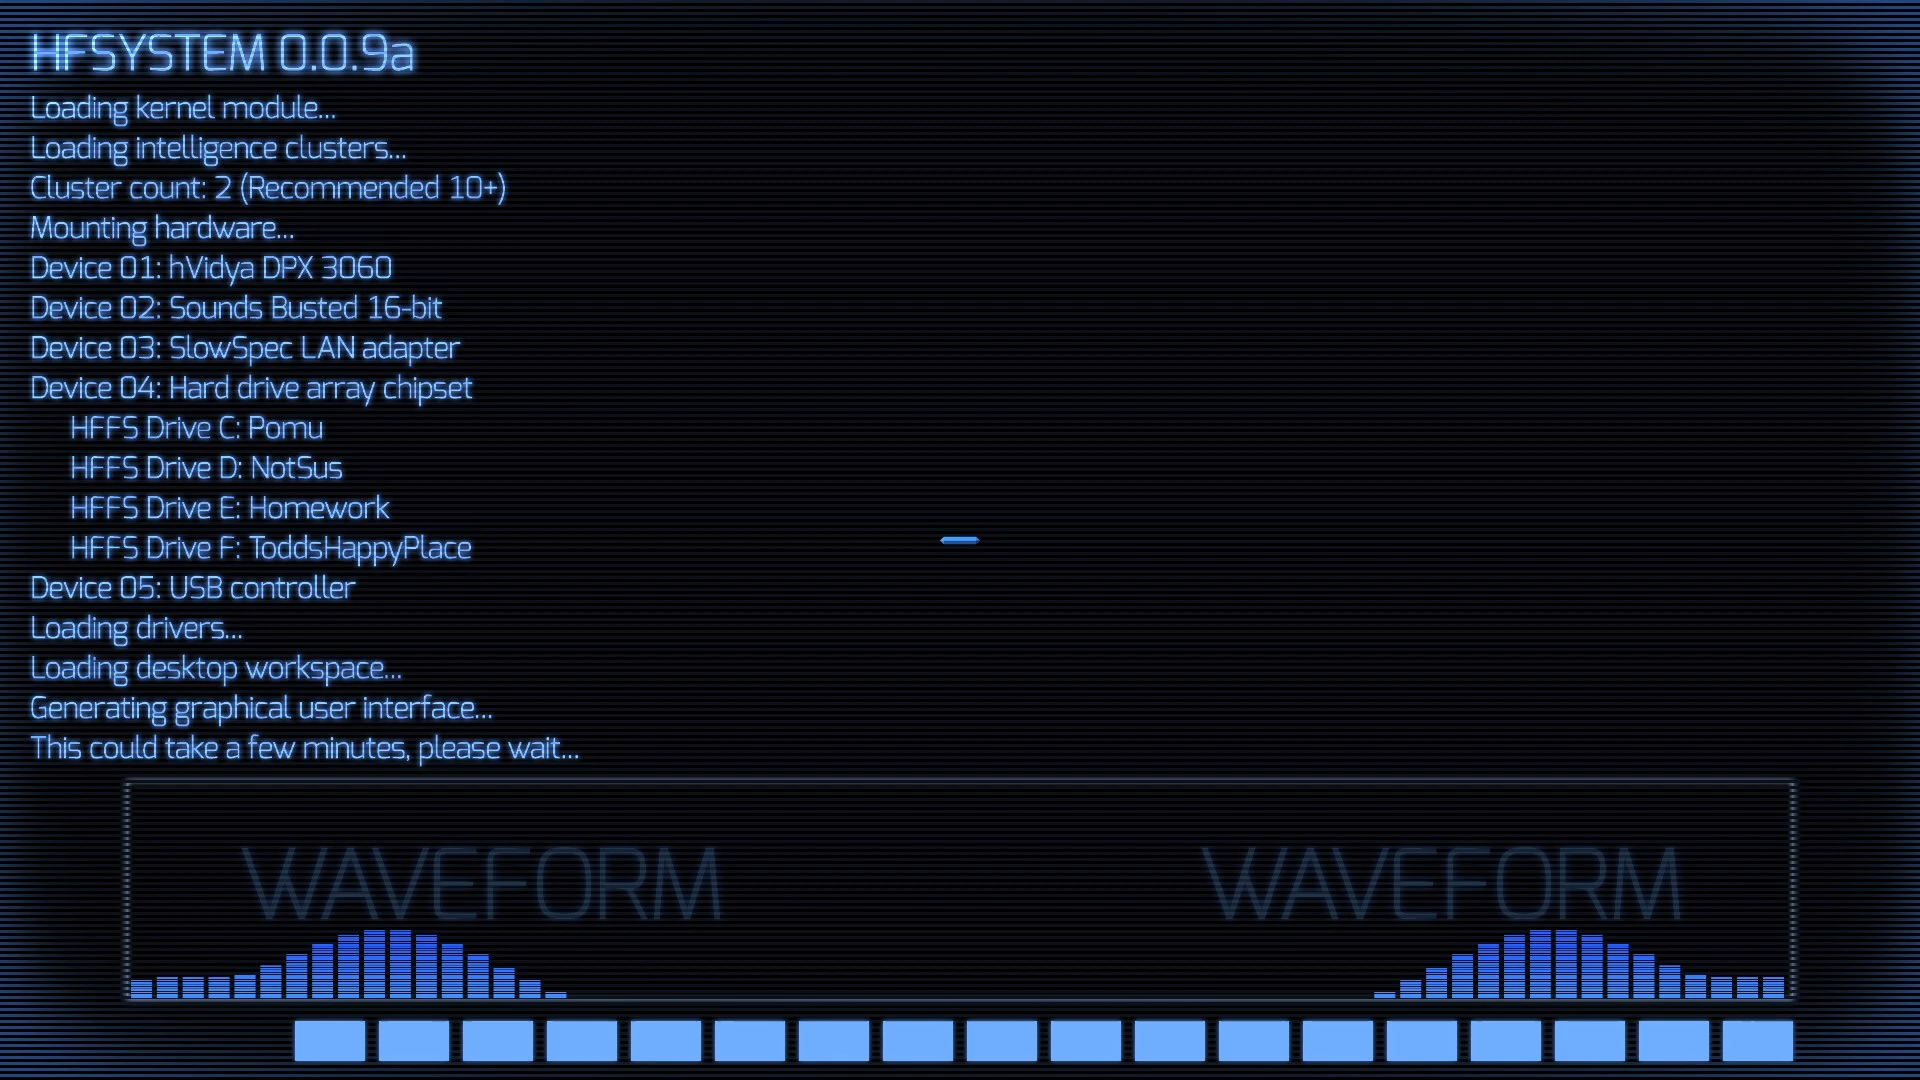 HFSYSTEM 0.0.9a
Loading kernel module...
Loading intelligence clusters...
Cluster count: 2 (Recommended 10+)
Mounting hardware...
Device 01: hVidya DPX 3060
Device 02: Sounds Busted 16-bit
Device 03: SlowSpec LAN adapter
Device 04: Hard drive array chipset
HFFS Drive C: Pomu
HFFS Drive D: NotSus
HFFS Drive E: Homework
HFFS Drive F: ToddsHappyPlace
Device 05: USB controller
Loading drivers...
Loading desktop workspace...
Generating graphical user interface...
This could take a few minutes, please wait...
WAVEFORM WAVEFORM